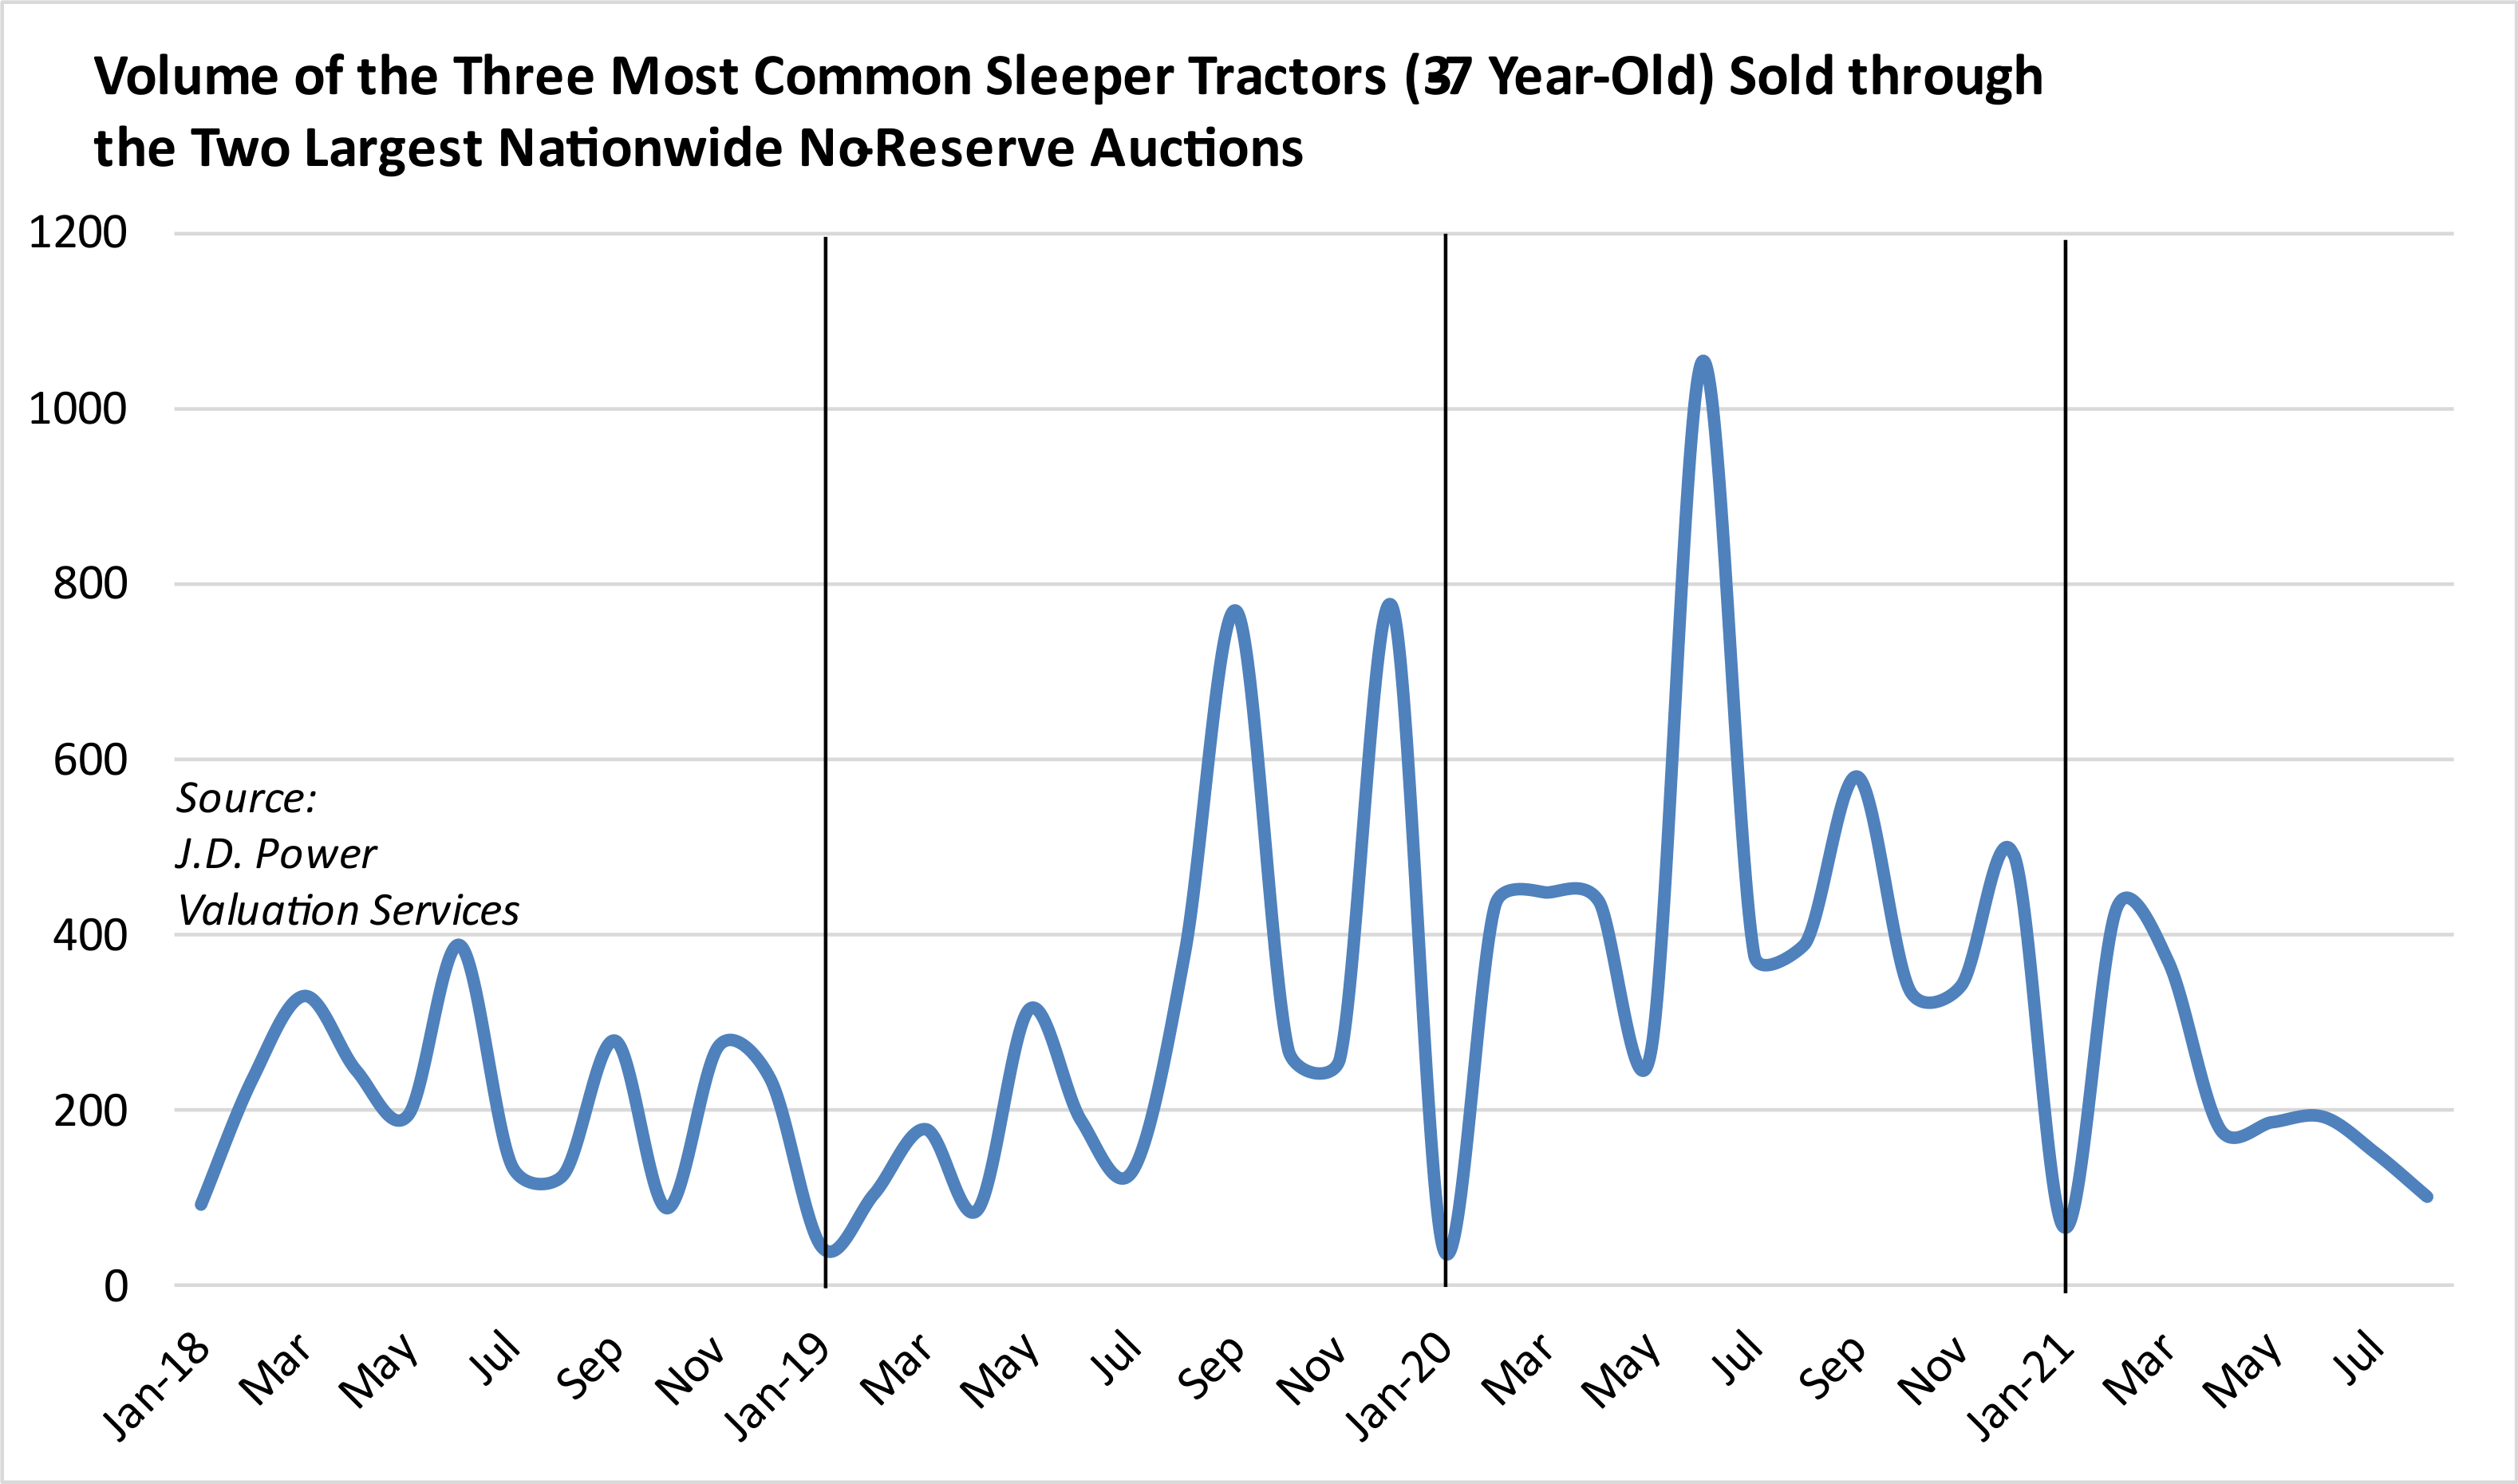 Volume of the Three Most Common Sleeper Tractors (37 Year-Old) Sold through
the Two Largest Nationwide No-Reserve Auctions
1200
1000
800
600
400
200
0
Source:
J.D. Power
Valuation Services
Jan-18 Mar May Jul Sep Nov Jan-19 Mar May Jul Sep Nov Jan-20 Mar May Jul Sep Nov Jan-21 Mar May Jul